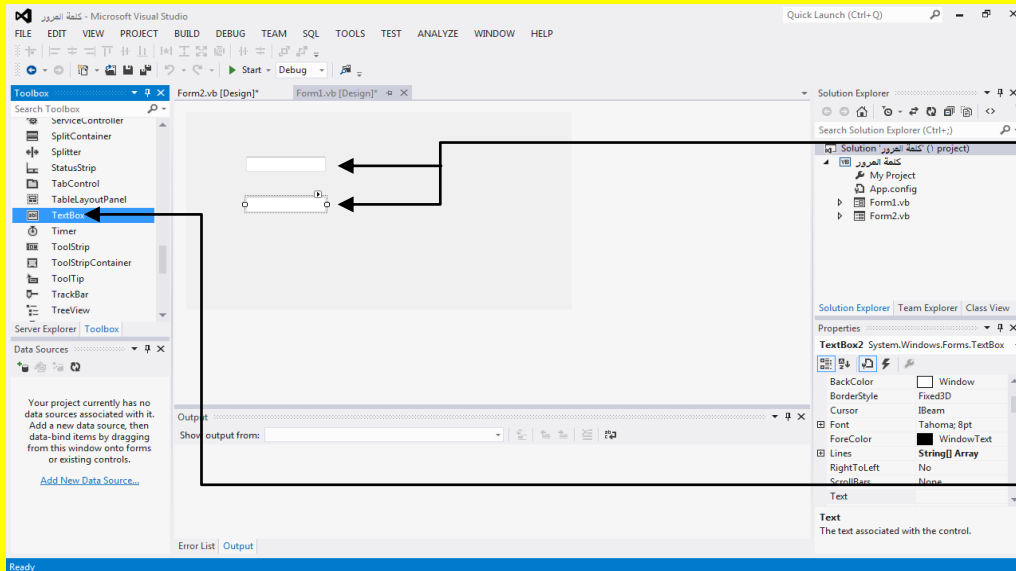 كلمة المرور - Microsoft Visual Studio
Quick Launch (Ctrl+Q)
FILE EDIT VIEW PROJECT BUILD DEBUG TEAM SQL TOOLS TEST ANALYZE WINDOW HELP
Start Debug
Toolbox
Search Toolbox
ServiceController
SplitContainer
Splitter
StatusStrip
TabControl
TableLayoutPanel
TextBox
Timer
ToolStrip
ToolStripContainer
ToolTip
TrackBar
TreeView
Server Explorer Toolbox
Data Sources
Your project currently has no
data sources associated with it.
Add a new data source, then
data-bind items by dragging
from this window onto forms
or existing controls.
Add New Data Source...
Form2.vb [Design]* Form1.vb [Design]*
Output
Show output from:
Error List Output
Solution Explorer
Search Solution Explorer (Ctrl+;)
Solution 'كلمة المرور' (١ project)
كلمة المرور
My Project
App.config
Form1.vb
Form2.vb
Solution Explorer Team Explorer Class View
Properties
TextBox2 System.Windows.Forms.TextBox
BackColor Window
BorderStyle Fixed3D
Cursor IBeam
Font Tahoma; 8pt
ForeColor WindowText
Lines String[] Array
RightToLeft No
ScrollBars None
Text
Text
The text associated with the control.
Ready